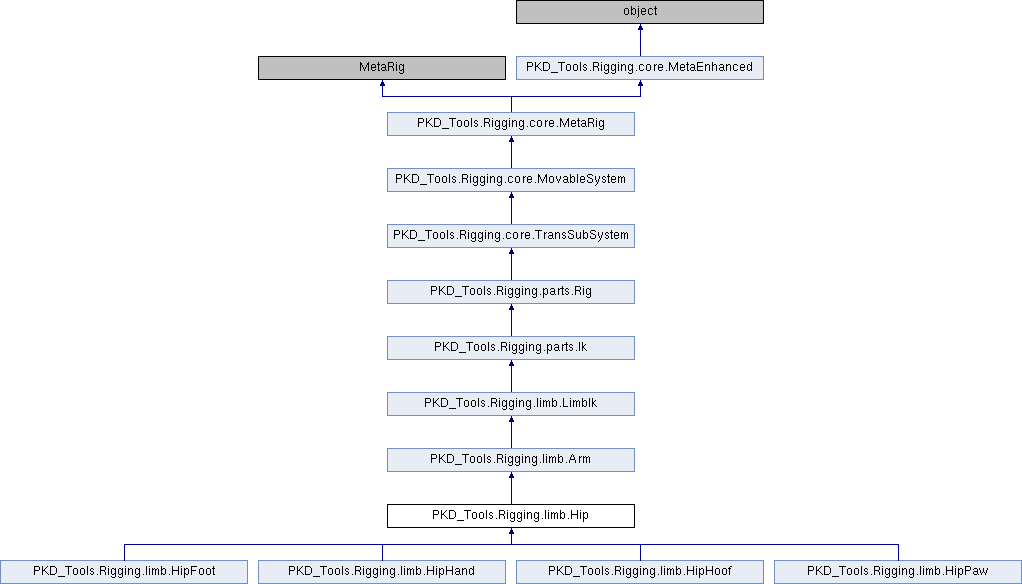 object
MetaRig
PKD_Tools.Rigging.core.MetaEnhanced
PKD_Tools.Rigging.core.MetaRig
PKD_Tools.Rigging.core.MovableSystem
PKD_Tools.Rigging.core.TransSubSystem
PKD_Tools.Rigging.parts.Rig
PKD_Tools.Rigging.parts.Ik
PKD_Tools.Rigging.limb.LimbIk
PKD_Tools.Rigging.limb.Arm
PKD_Tools.Rigging.limb.Hip
PKD_Tools.Rigging.limb.HipFoot
PKD_Tools.Rigging.limb.HipHand
PKD_Tools.Rigging.limb.HipHoof
PKD_Tools.Rigging.limb.HipPaw